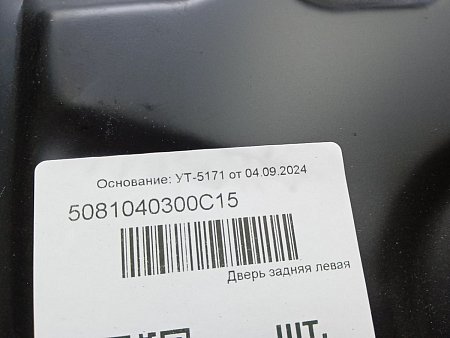 Основание: УТ-5171 от 04.09.2024
5081040300C15
Дверь задняя левая
шт.